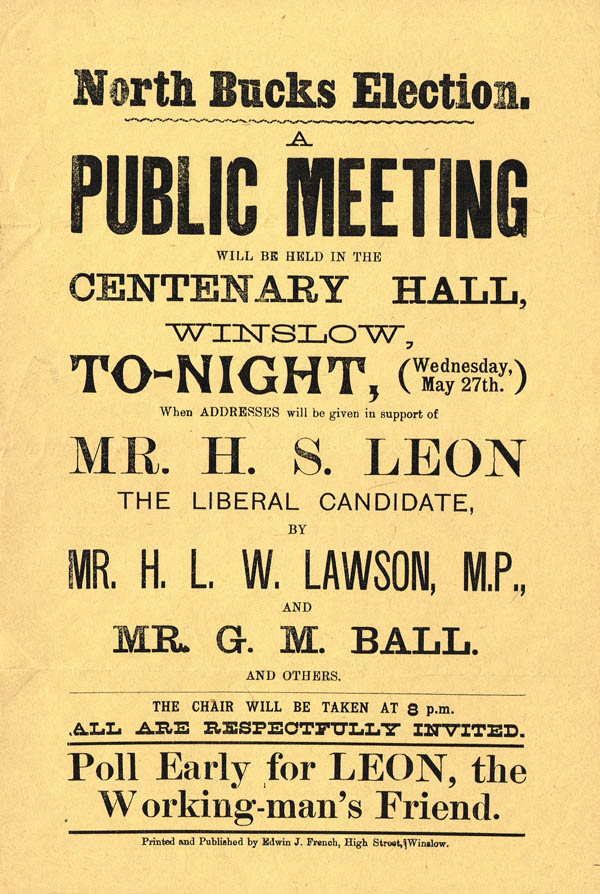 North Bucks Election.
A
PUBLIC MEETING
WILL BE HELD IN THE
CENTENARY HALL,
WINSLOW,
TO-NIGHT, (Wednesday, May 27th.)
When ADDRESSES will be given in support of
MR. H. S. LEON
THE LIBERAL CANDIDATE,
BY
MR. H. L. W. LAWSON, M.P.,
AND
MR. G. M. BALL.
AND OTHERS.
THE CHAIR WILL BE TAKEN AT 8 p.m.
ALL ARE RESPECTFULLY INVITED.
Poll Early for LEON, the
Working-man's Friend.
Printed and Published by Edwin J. French, High Street, Winslow.